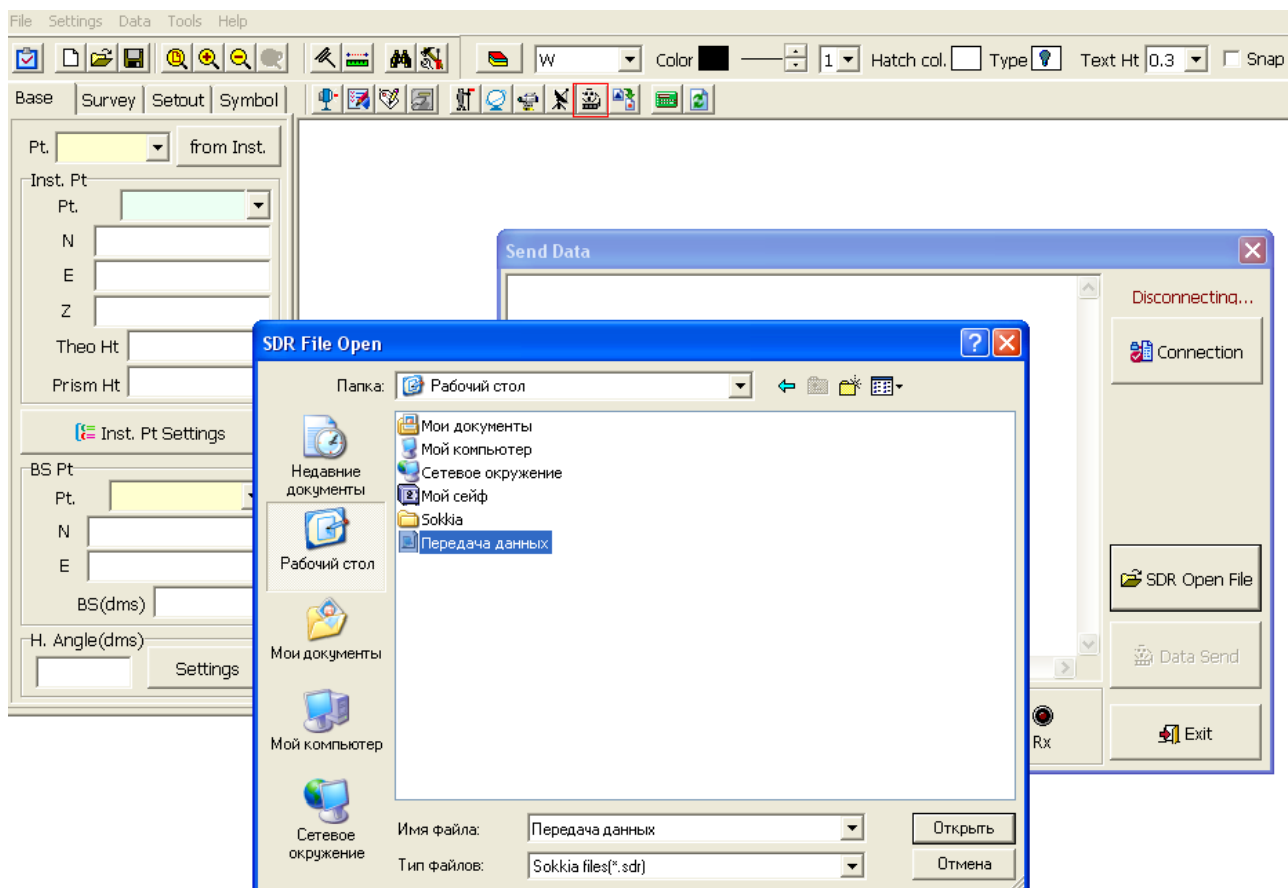 File Settings Data Tools Help
W Color 1 Hatch col. Type Text Ht 0.3 Snap
Base Survey Setout Symbol
Pt. from Inst.
Inst. Pt
Pt.
N
E
Z
Theo Ht
Prism Ht
Inst. Pt Settings
BS Pt
Pt.
N
E
BS(dms)
H. Angle(dms)
Settings
Send Data
Disconnecting...
Connection
SDR Open File
Data Send
Rx
Exit
SDR File Open
Папка: Рабочий стол
Недавние
документы
Рабочий стол
Мои документы
Мой компьютер
Сетевое
окружение
Мои документы
Мой компьютер
Сетевое окружение
Мой сейф
Sokkia
Передача данных
Имя файла: Передача данных Открыть
Тип файлов: Sokkia files(*.sdr) Отмена